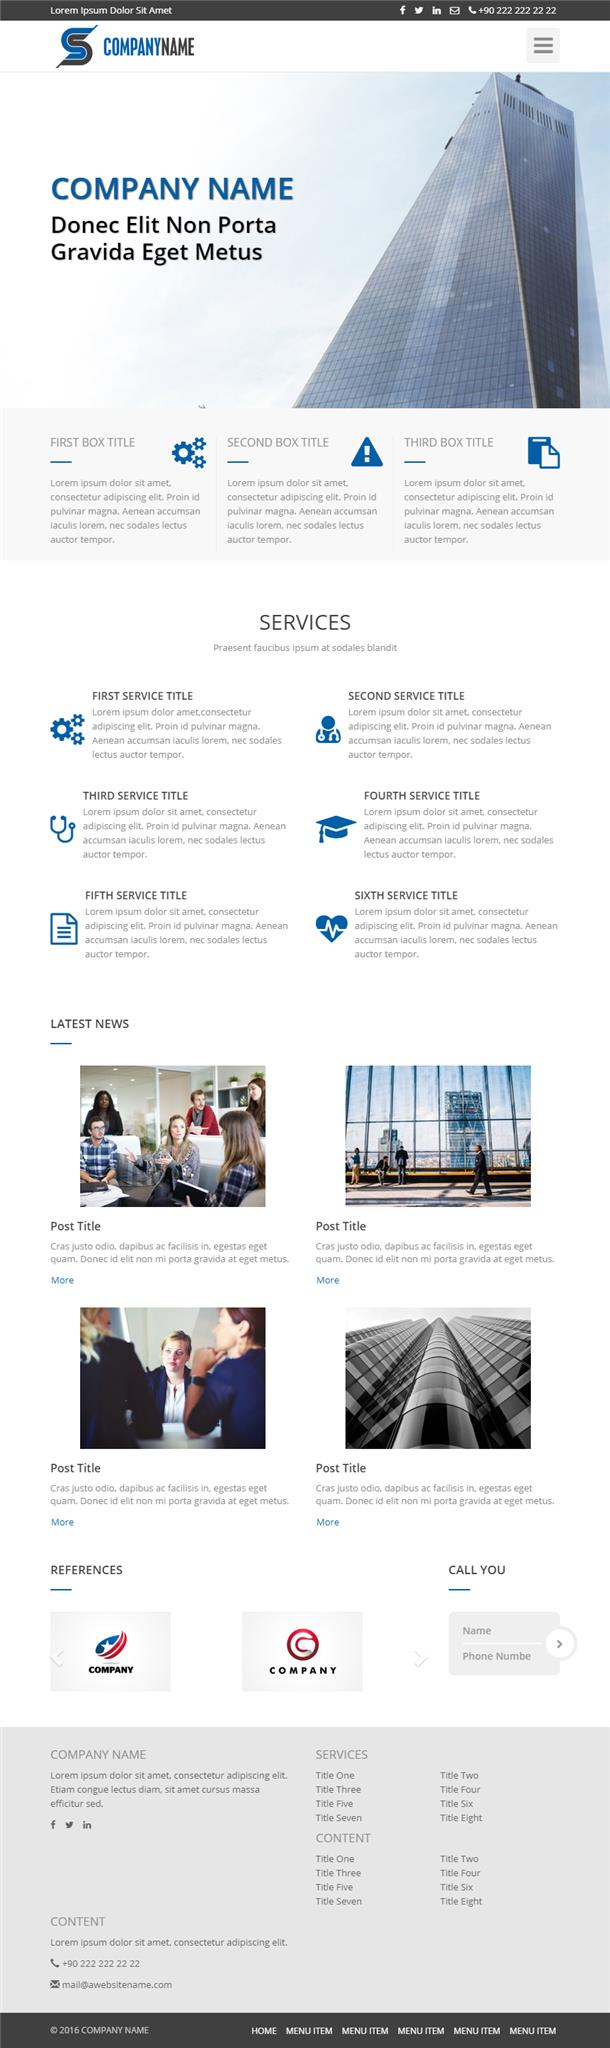 Lorem Ipsum Dolor Sit Amet
+90 222 222 22 22
COMPANYNAME
COMPANY NAME
Donec Elit Non Porta
Gravida Eget Metus
FIRST BOX TITLE
Lorem ipsum dolor sit amet,
consectetur adipiscing elit. Proin id
pulvinar magna. Aenean accumsan
iaculis lorem, nec sodales lectus
auctor tempor.
SECOND BOX TITLE
Lorem ipsum dolor sit amet,
consectetur adipiscing elit. Proin id
pulvinar magna. Aenean accumsan
iaculis lorem, nec sodales lectus
auctor tempor.
THIRD BOX TITLE
Lorem ipsum dolor sit amet,
consectetur adipiscing elit. Proin id
pulvinar magna. Aenean accumsan
iaculis lorem, nec sodales lectus
auctor tempor.
SERVICES
Praesent faucibus ipsum at sodales blandit
FIRST SERVICE TITLE
Lorem ipsum dolor amet,consectetur
adipiscing elit. Proin id pulvinar magna.
Aenean accumsan iaculis lorem, nec sodales
lectus auctor tempor.
SECOND SERVICE TITLE
Lorem ipsum dolor sit amet, consectetur
adipiscing elit. Proin id pulvinar magna.
Aenean accumsan iaculis lorem, nec sodales
lectus auctor tempor.
THIRD SERVICE TITLE
Lorem ipsum dolor sit amet, consectetur
adipiscing elit. Proin id pulvinar magna. Aenean
accumsan iaculis lorem, nec sodales lectus
auctor tempor.
FOURTH SERVICE TITLE
Lorem ipsum dolor sit amet, consectetur
adipiscing elit. Proin id pulvinar magna.
Aenean accumsan iaculis lorem, nec sodales
lectus auctor tempor.
FIFTH SERVICE TITLE
Lorem ipsum dolor sit amet, consectetur
adipiscing elit. Proin id pulvinar magna. Aenean
accumsan iaculis lorem, nec sodales lectus
auctor tempor.
SIXTH SERVICE TITLE
Lorem ipsum dolor sit amet, consectetur
adipiscing elit. Proin id pulvinar magna. Aenean
accumsan iaculis lorem, nec sodales lectus
auctor tempor.
LATEST NEWS
Post Title
Cras justo odio, dapibus ac facilisis in, egestas eget
quam. Donec id elit non mi porta gravida at eget metus.
More
Post Title
Cras justo odio, dapibus ac facilisis in, egestas eget
quam. Donec id elit non mi porta gravida at eget metus.
More
Post Title
Cras justo odio, dapibus ac facilisis in, egestas eget
quam. Donec id elit non mi porta gravida at eget metus.
More
Post Title
Cras justo odio, dapibus ac facilisis in, egestas eget
quam. Donec id elit non mi porta gravida at eget metus.
More
REFERENCES
COMPANY
COMPANY
CALL YOU
Name
Phone Numbe
COMPANY NAME
Lorem ipsum dolor sit amet, consectetur adipiscing elit.
Etiam congue lectus diam, sit amet cursus massa
efficitur sed.
SERVICES
Title One
Title Two
Title Three
Title Four
Title Five
Title Six
Title Seven
Title Eight
CONTENT
Title One
Title Two
Title Three
Title Four
Title Five
Title Six
Title Seven
Title Eight
CONTENT
Lorem ipsum dolor sit amet, consectetur adipiscing elit.
+90 222 222 22 22
mail@awebsitename.com
© 2016 COMPANY NAME
HOME MENU ITEM MENU ITEM MENU ITEM MENU ITEM MENU ITEM